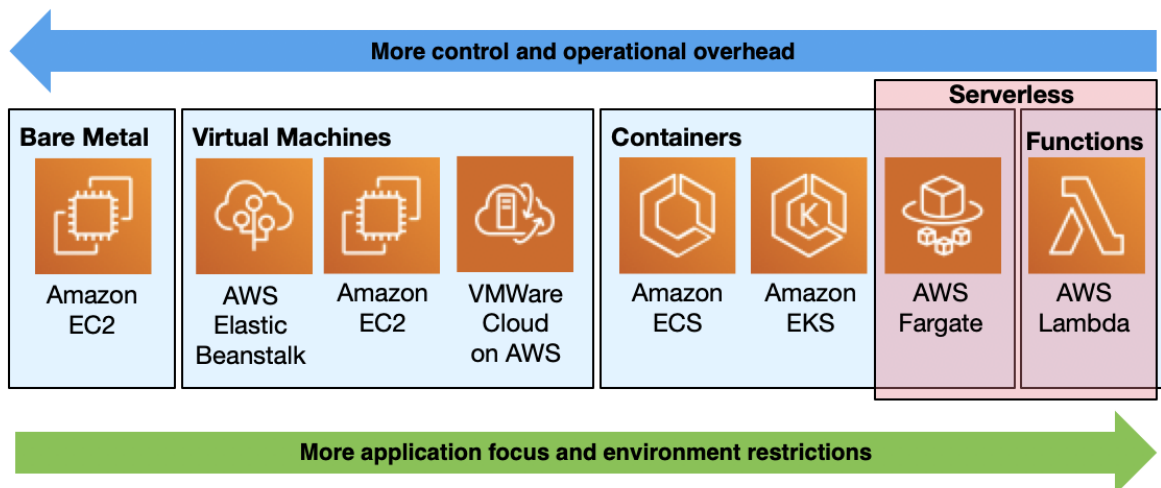 More control and operational overhead
Serverless
Bare Metal
Virtual Machines
Containers
Functions
Amazon
EC2
AWS
Elastic
Beanstalk
Amazon
EC2
VMWare
Cloud
on AWS
Amazon
ECS
K
Amazon
EKS
AWS
Fargate
AWS
Lambda
More application focus and environment restrictions